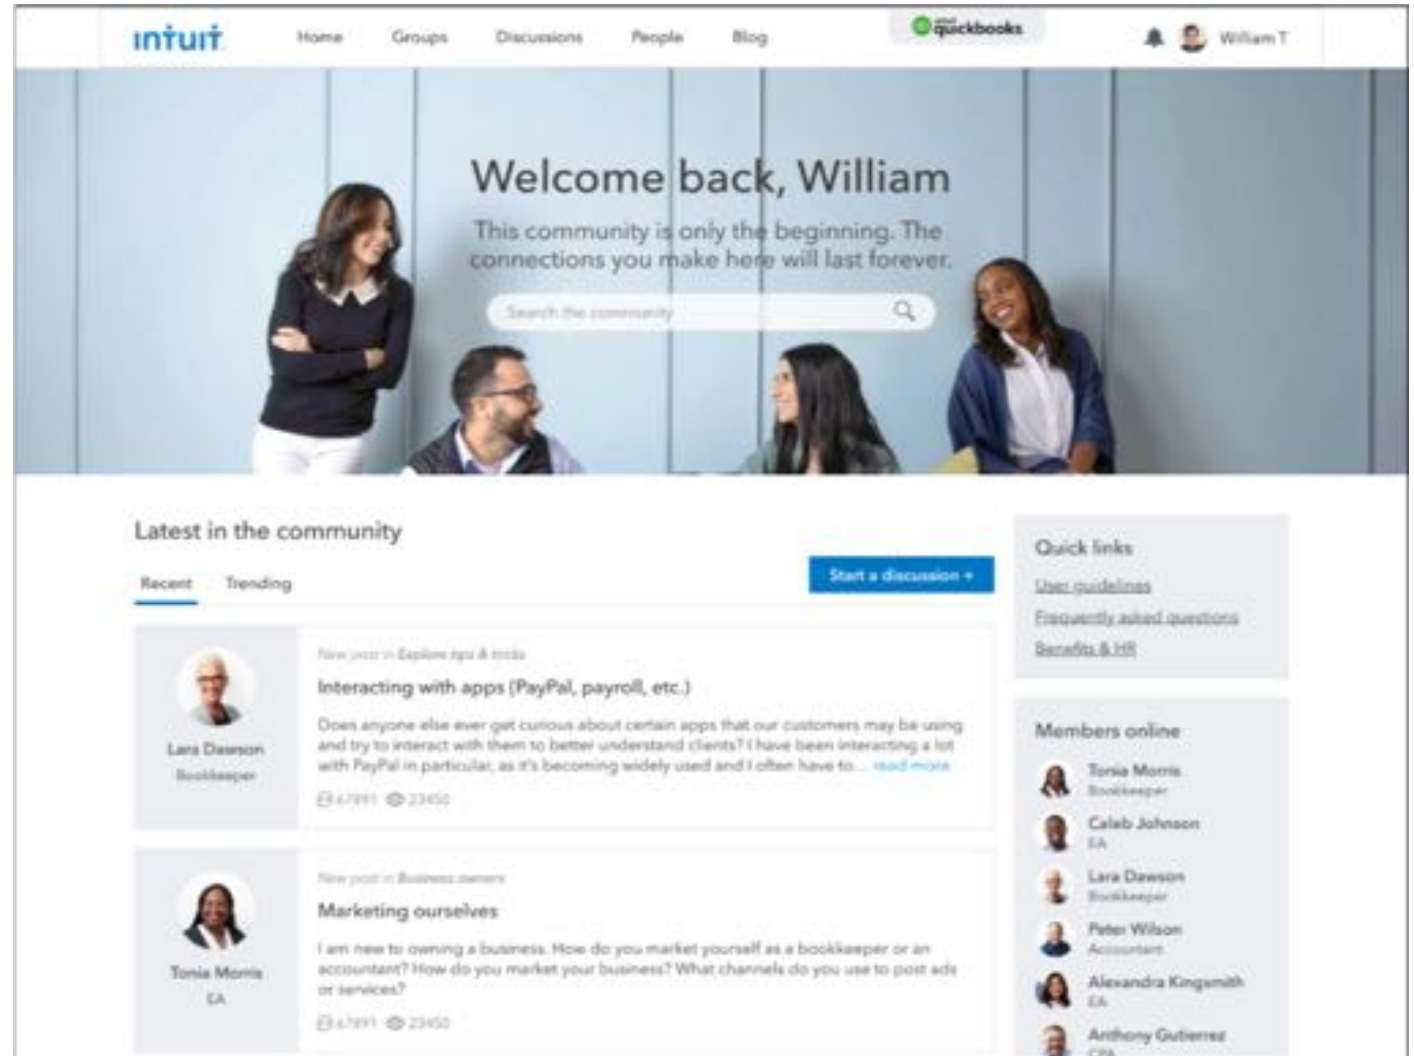 intuit
Home
Groups
Discussions
People
Blog
quickbooks
William T
Welcome back, William
This community is only the beginning. The
connections you make here will last forever.
Search the community
Latest in the community
Recent
Trending
Start a discussion +
New post in Explore tips & tricks
Interacting with apps (PayPal, payroll, etc.)
Does anyone else ever get curious about certain apps that our customers may be using
and try to interact with them to better understand clients? I have been interacting a lot
with PayPal in particular, as it's becoming widely used and I often have to... read more
Lara Dawson
Bookkeeper
67891 23450
New post in Business owners
Marketing ourselves
I am new to owning a business. How do you market yourself as a bookkeeper or an
accountant? How do you market your business? What channels do you use to post ads
or services?
Tonia Morris
EA
67891 23450
Quick links
User guidelines
Frequently asked questions
Benefits & HR
Members online
Tonia Morris
Bookkeeper
Caleb Johnson
EA
Lara Dawson
Bookkeeper
Peter Wilson
Accountant
Alexandra Kingsmith
EA
Anthony Gutierrez
CPA